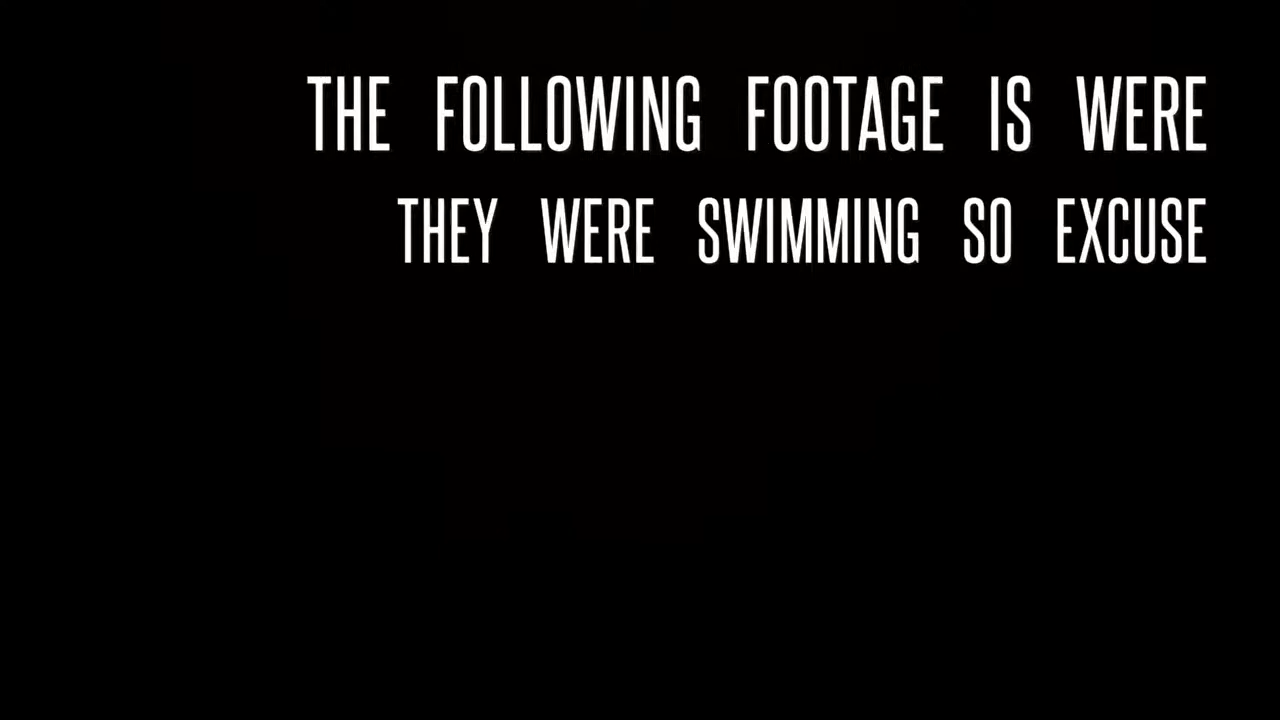 THE FOLLOWING FOOTAGE IS WERE
THEY WERE SWIMMING SO EXCUSE